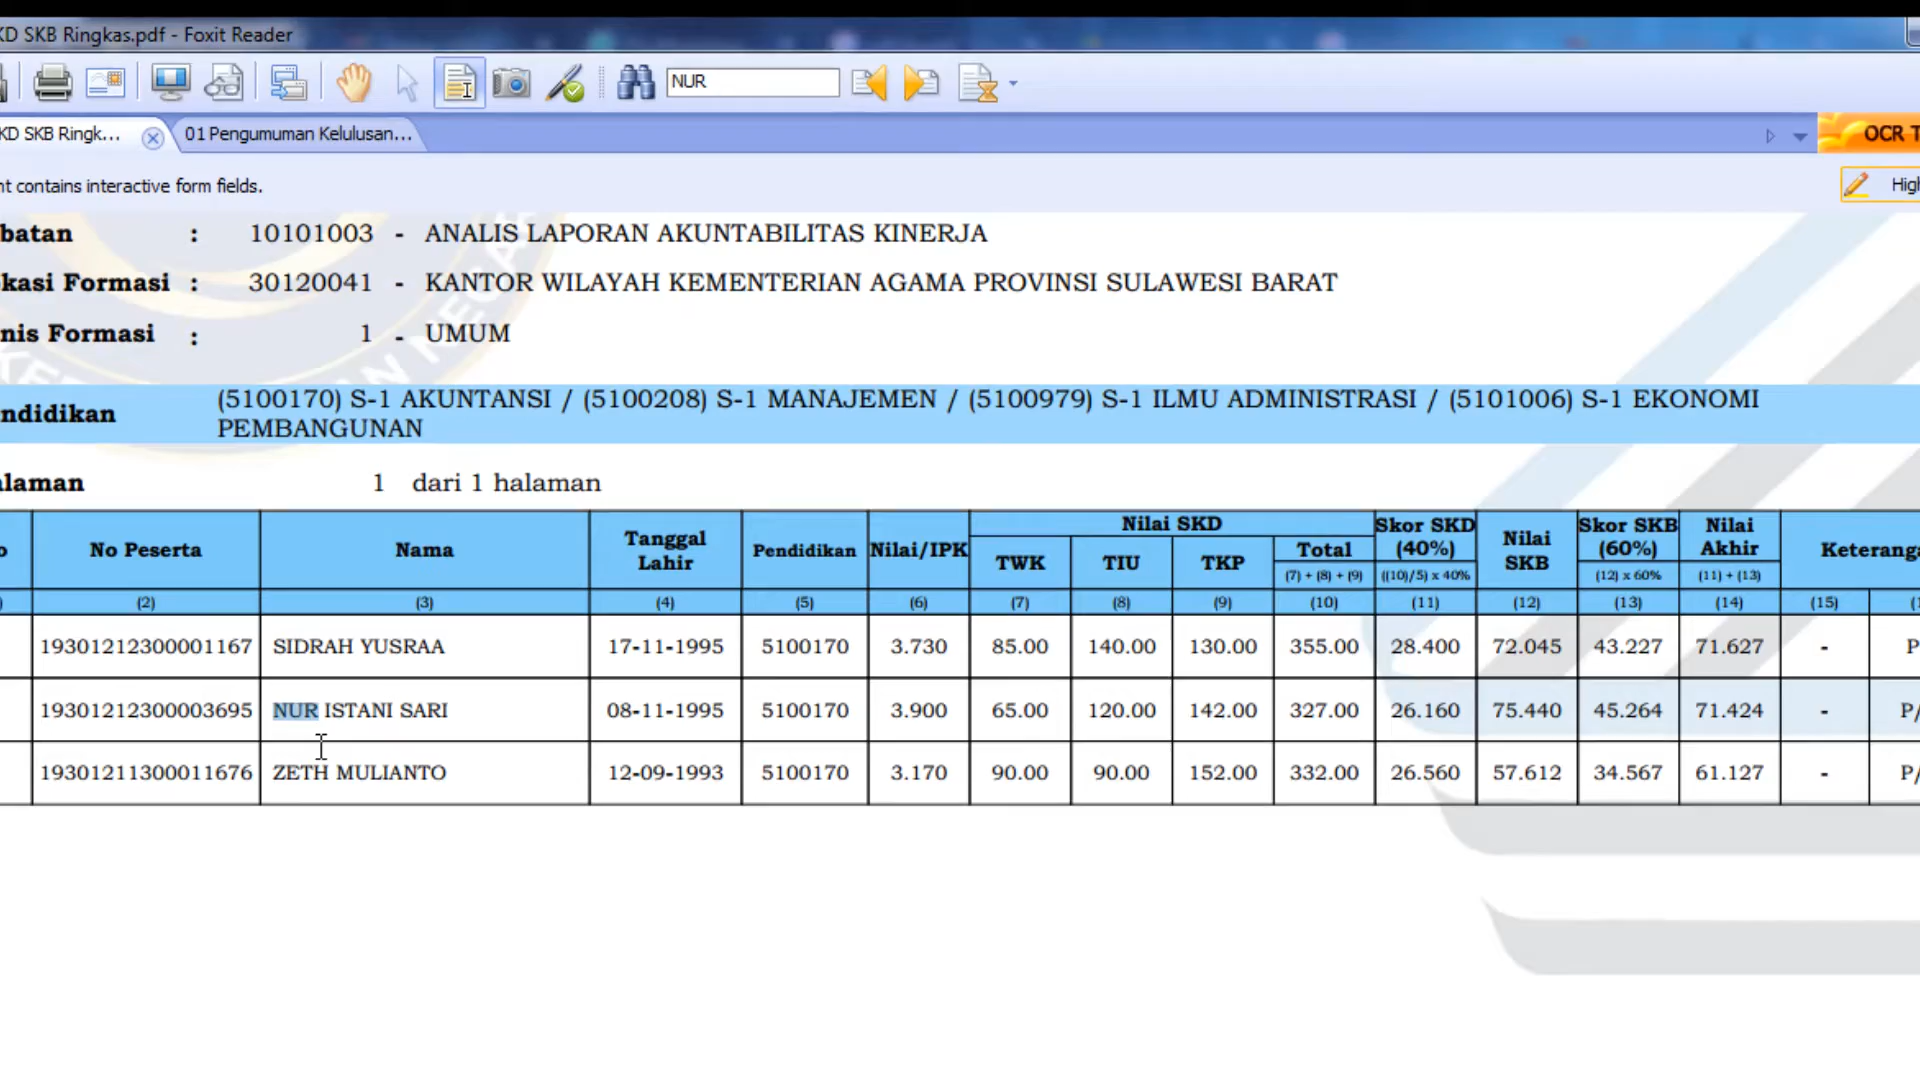 KD SKB Ringkas.pdf - Foxit Reader
NUR
KD SKB Ringk... 01 Pengumuman Kelulusan... OCR T
nt contains interactive form fields. High
batan : 10101003 - ANALIS LAPORAN AKUNTABILITAS KINERJA
kasi Formasi : 30120041 - KANTOR WILAYAH KEMENTERIAN AGAMA PROVINSI SULAWESI BARAT
nis Formasi : 1 - UMUM
ndidikan (5100170) S-1 AKUNTANSI / (5100208) S-1 MANAJEMEN / (5100979) S-1 ILMU ADMINISTRASI / (5101006) S-1 EKONOMI
PEMBANGUNAN
alaman 1 dari 1 halaman
o No Peserta Nama Tanggal Lahir Pendidikan Nilai/IPK Nilai SKD Skor SKD (40%) Nilai SKB Skor SKB (60%) Nilai Akhir Keteranga
TWK TIU TKP Total
(7) + (8) + (9) ((10)/5) x 40% (12) x 60% (11) + (13)
) (2) (3) (4) (5) (6) (7) (8) (9) (10) (11) (12) (13) (14) (15) (1
19301212300001167 SIDRAH YUSRAA 17-11-1995 5100170 3.730 85.00 140.00 130.00 355.00 28.400 72.045 43.227 71.627 - P
19301212300003695 NUR ISTANI SARI 08-11-1995 5100170 3.900 65.00 120.00 142.00 327.00 26.160 75.440 45.264 71.424 - P/
19301211300011676 ZETH MULIANTO 12-09-1993 5100170 3.170 90.00 90.00 152.00 332.00 26.560 57.612 34.567 61.127 - P/